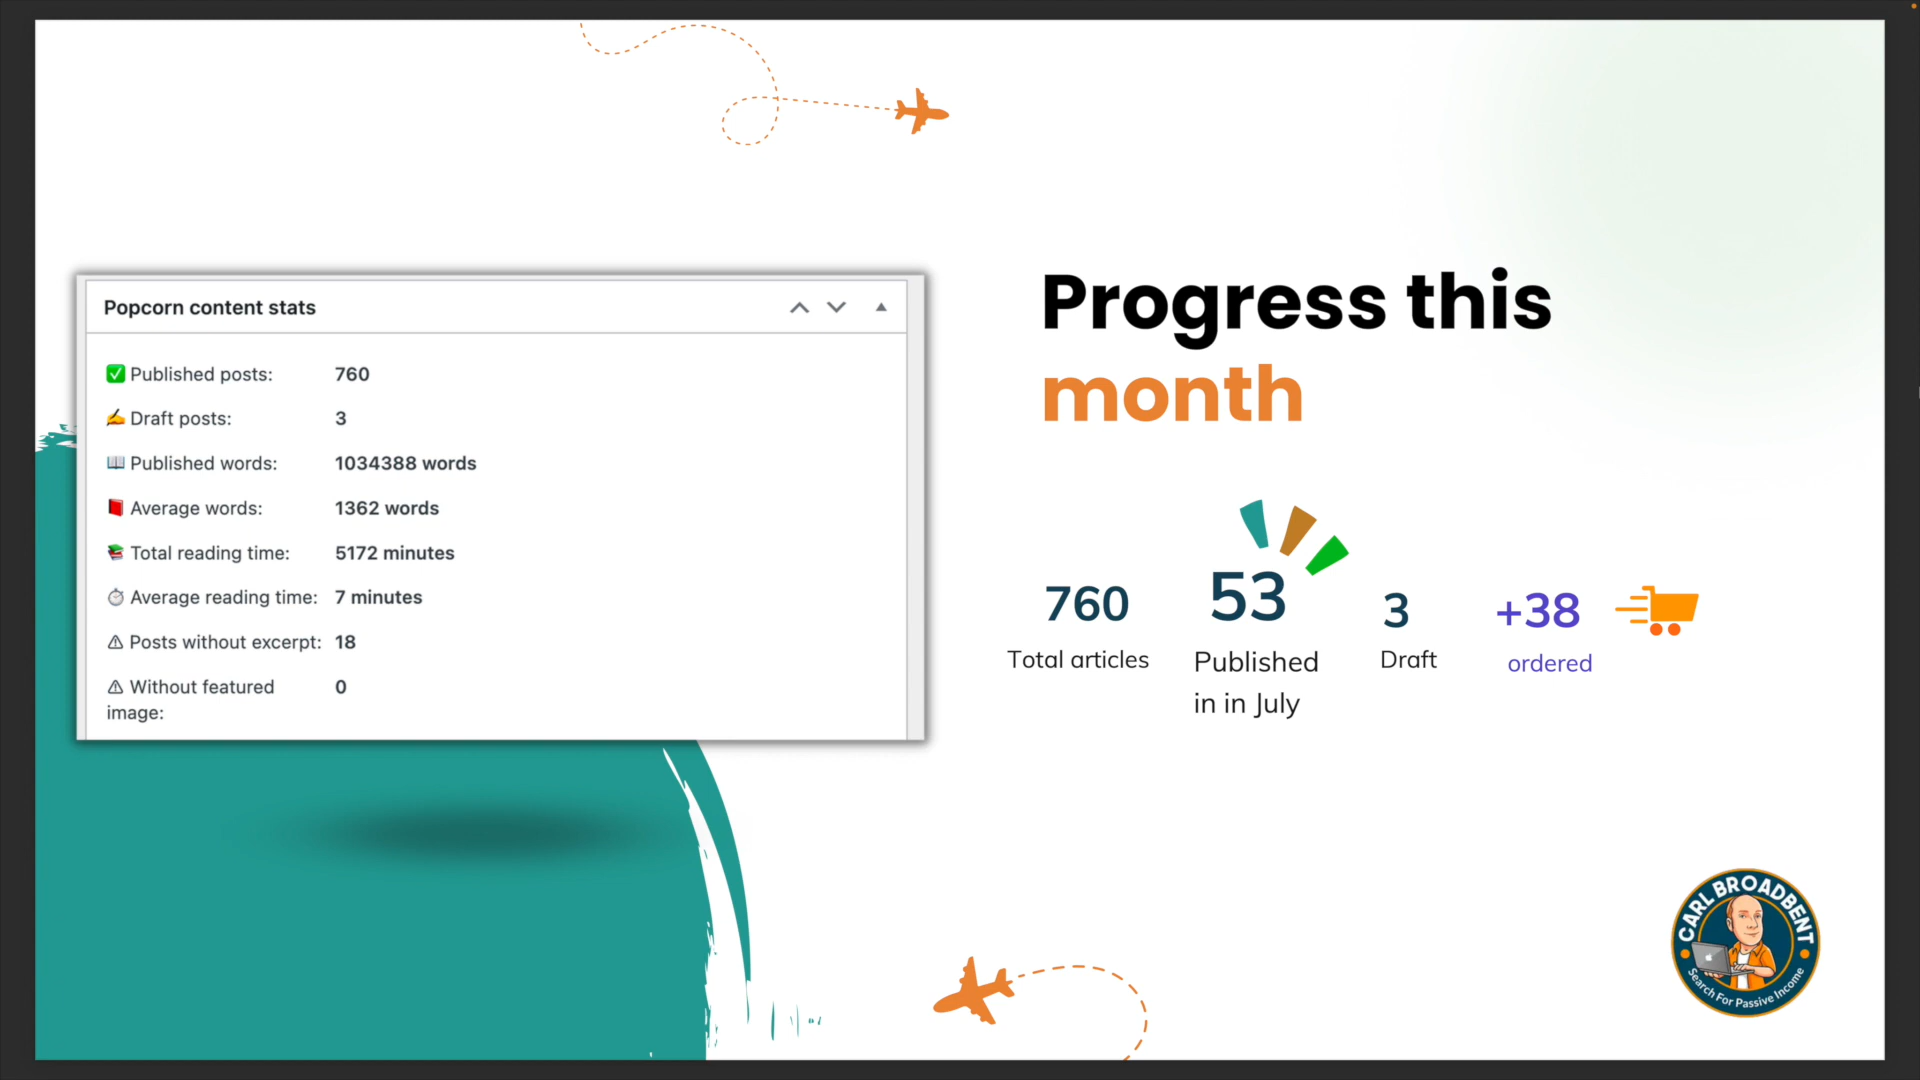 Popcorn content stats
✅ Published posts: 760
✍ Draft posts: 3
📖 Published words: 1034388 words
📕 Average words: 1362 words
📚 Total reading time: 5172 minutes
⏱ Average reading time: 7 minutes
⚠ Posts without excerpt: 18
⚠ Without featured 0
image:
Progress this
month
760
Total articles
53
Published
in in July
3
Draft
+38
ordered
CARL BROADBENT
Search For Passive Income